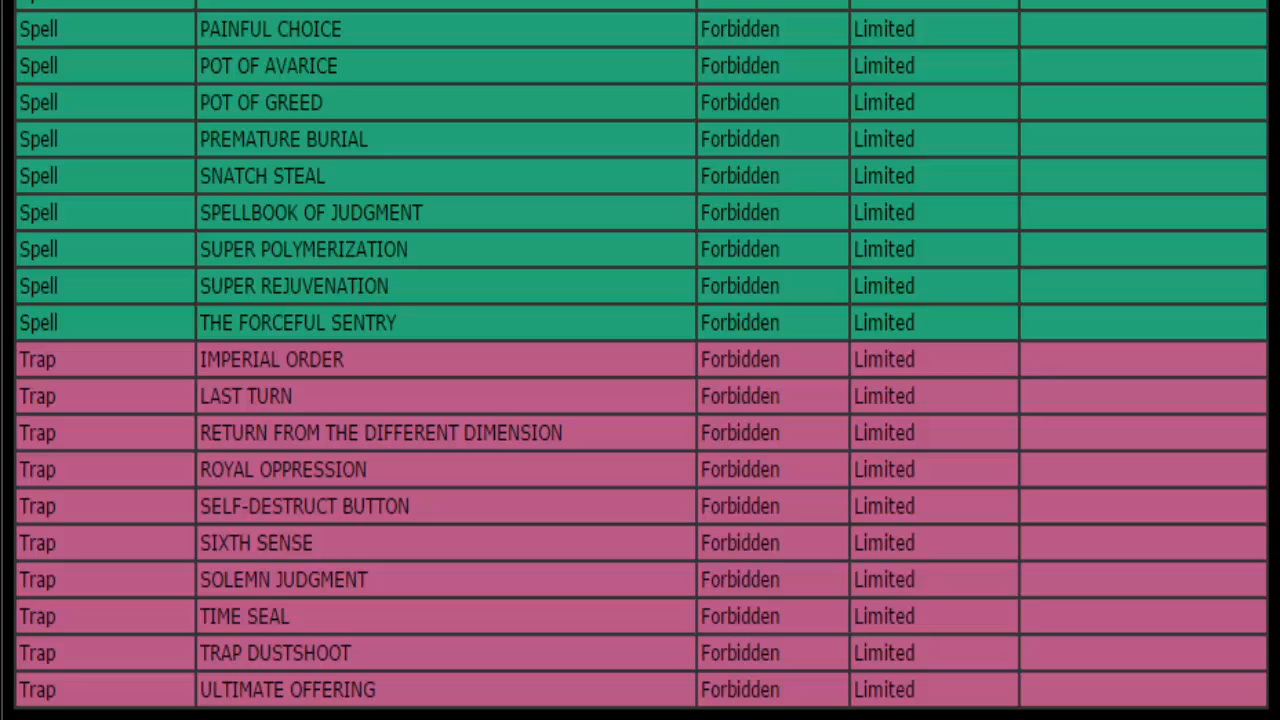 Spell PAINFUL CHOICE Forbidden Limited
Spell POT OF AVARICE Forbidden Limited
Spell POT OF GREED Forbidden Limited
Spell PREMATURE BURIAL Forbidden Limited
Spell SNATCH STEAL Forbidden Limited
Spell SPELLBOOK OF JUDGMENT Forbidden Limited
Spell SUPER POLYMERIZATION Forbidden Limited
Spell SUPER REJUVENATION Forbidden Limited
Spell THE FORCEFUL SENTRY Forbidden Limited
Trap IMPERIAL ORDER Forbidden Limited
Trap LAST TURN Forbidden Limited
Trap RETURN FROM THE DIFFERENT DIMENSION Forbidden Limited
Trap ROYAL OPPRESSION Forbidden Limited
Trap SELF-DESTRUCT BUTTON Forbidden Limited
Trap SIXTH SENSE Forbidden Limited
Trap SOLEMN JUDGMENT Forbidden Limited
Trap TIME SEAL Forbidden Limited
Trap TRAP DUSTSHOOT Forbidden Limited
Trap ULTIMATE OFFERING Forbidden Limited